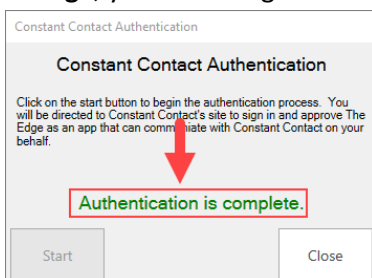 Constant Contact Authentication
Constant Contact Authentication
Click on the start button to begin the authentication process. You
will be directed to Constant Contact's site to sign in and approve The
Edge as an app that can communiate with Constant Contact on your
behalf.
Authentication is complete.
Start
Close